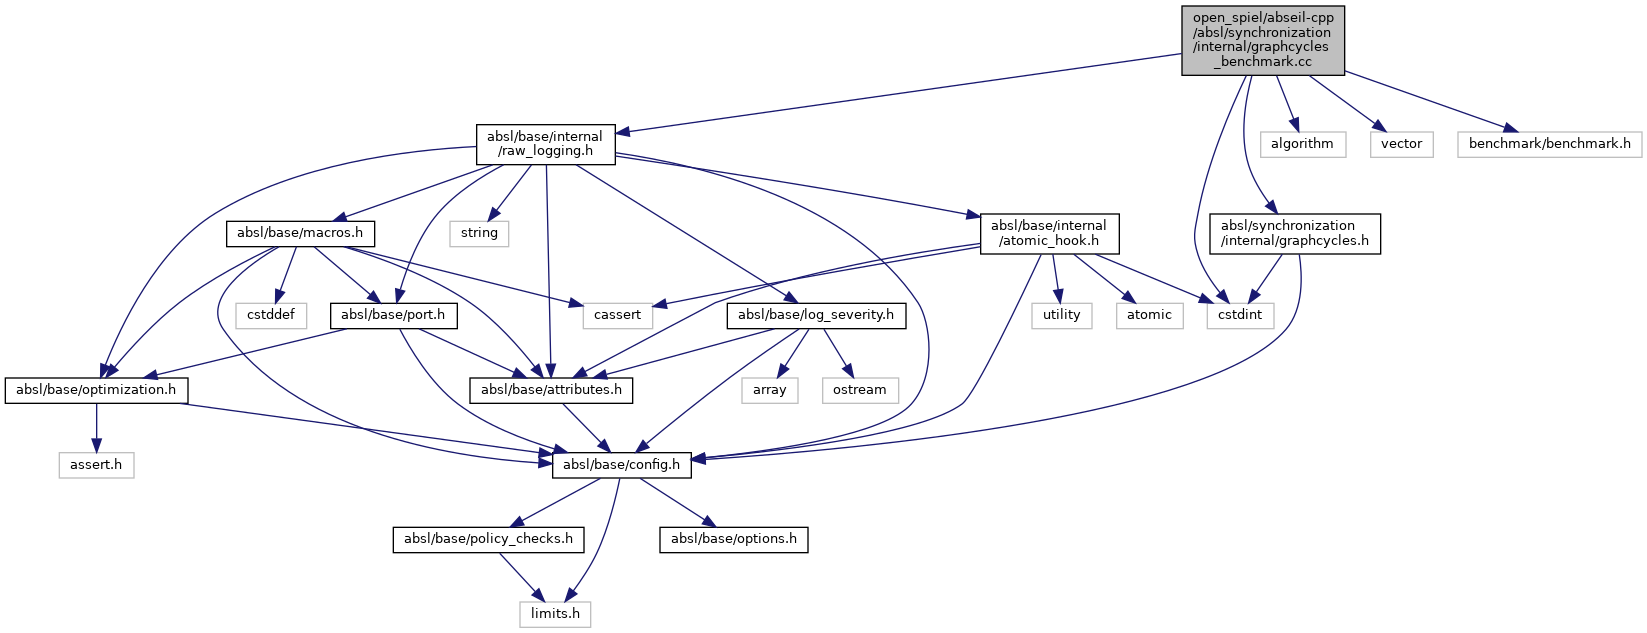 open_spiel/abseil-cpp
/absl/synchronization
/internal/graphcycles
_benchmark.cc
absl/base/internal
/raw_logging.h
algorithm
vector
benchmark/benchmark.h
absl/base/macros.h
string
absl/base/internal
/atomic_hook.h
absl/synchronization
/internal/graphcycles.h
cstddef
absl/base/port.h
cassert
absl/base/log_severity.h
utility
atomic
cstdint
absl/base/optimization.h
absl/base/attributes.h
array
ostream
assert.h
absl/base/config.h
absl/base/policy_checks.h
absl/base/options.h
limits.h